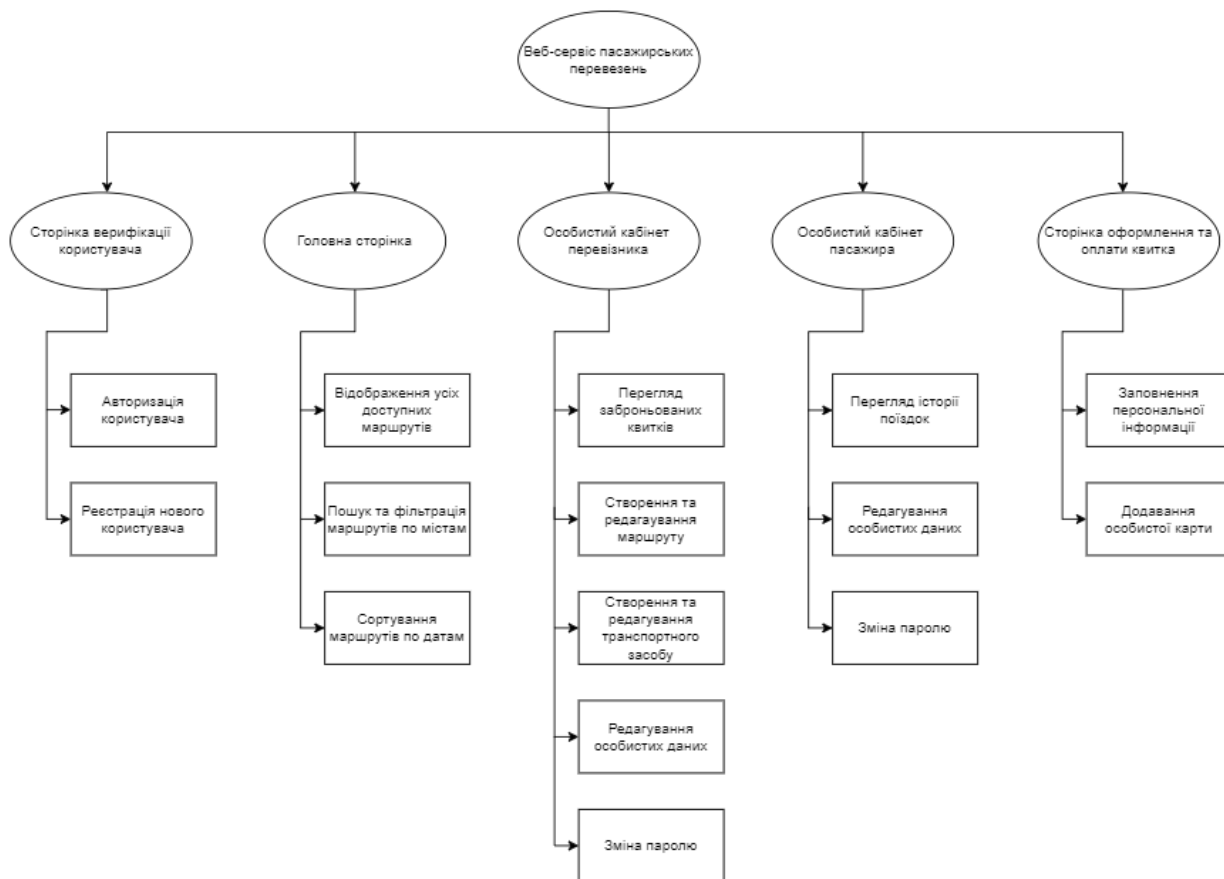 Веб-сервіс пасажирських
перевезень
Сторінка верифікації
користувача
Головна сторінка
Особистий кабінет
перевізника
Особистий кабінет
пасажира
Сторінка оформлення та
оплати квитка
Авторизація
користувача
Реєстрація нового
користувача
Відображення усіх
доступних
маршрутів
Пошук та фільтрація
маршрутів по містам
Сортування
маршрутів по датам
Перегляд
заброньованих
квитків
Створення та
редагаування
маршруту
Створення та
редагування
транспортного
засобу
Редагування
особистих даних
Зміна паролю
Перегляд історії
поїздок
Редагування
особистих даних
Зміна паролю
Заповнення
персональної
інформації
Додавання
особистої карти